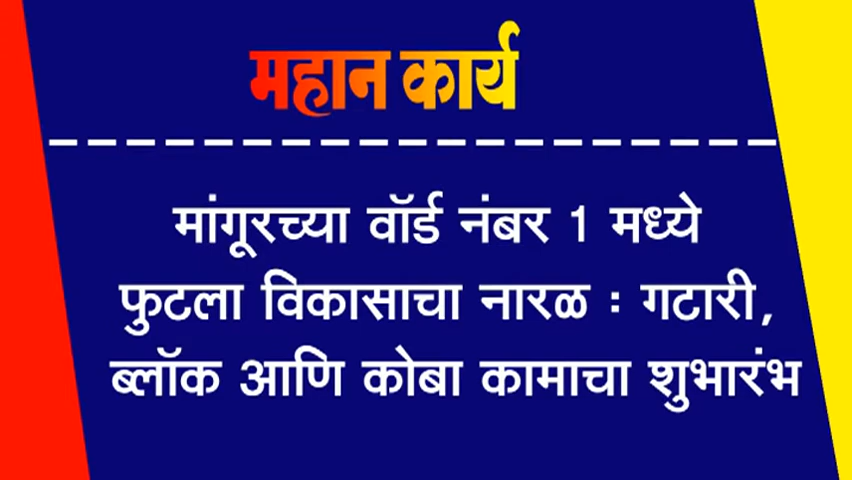 महान कार्य
मांगूरच्या वॉर्ड नंबर 1 मध्ये
फुटला विकासाचा नारळ : गटारी,
ब्लॉक आणि कोबा कामाचा शुभारंभ